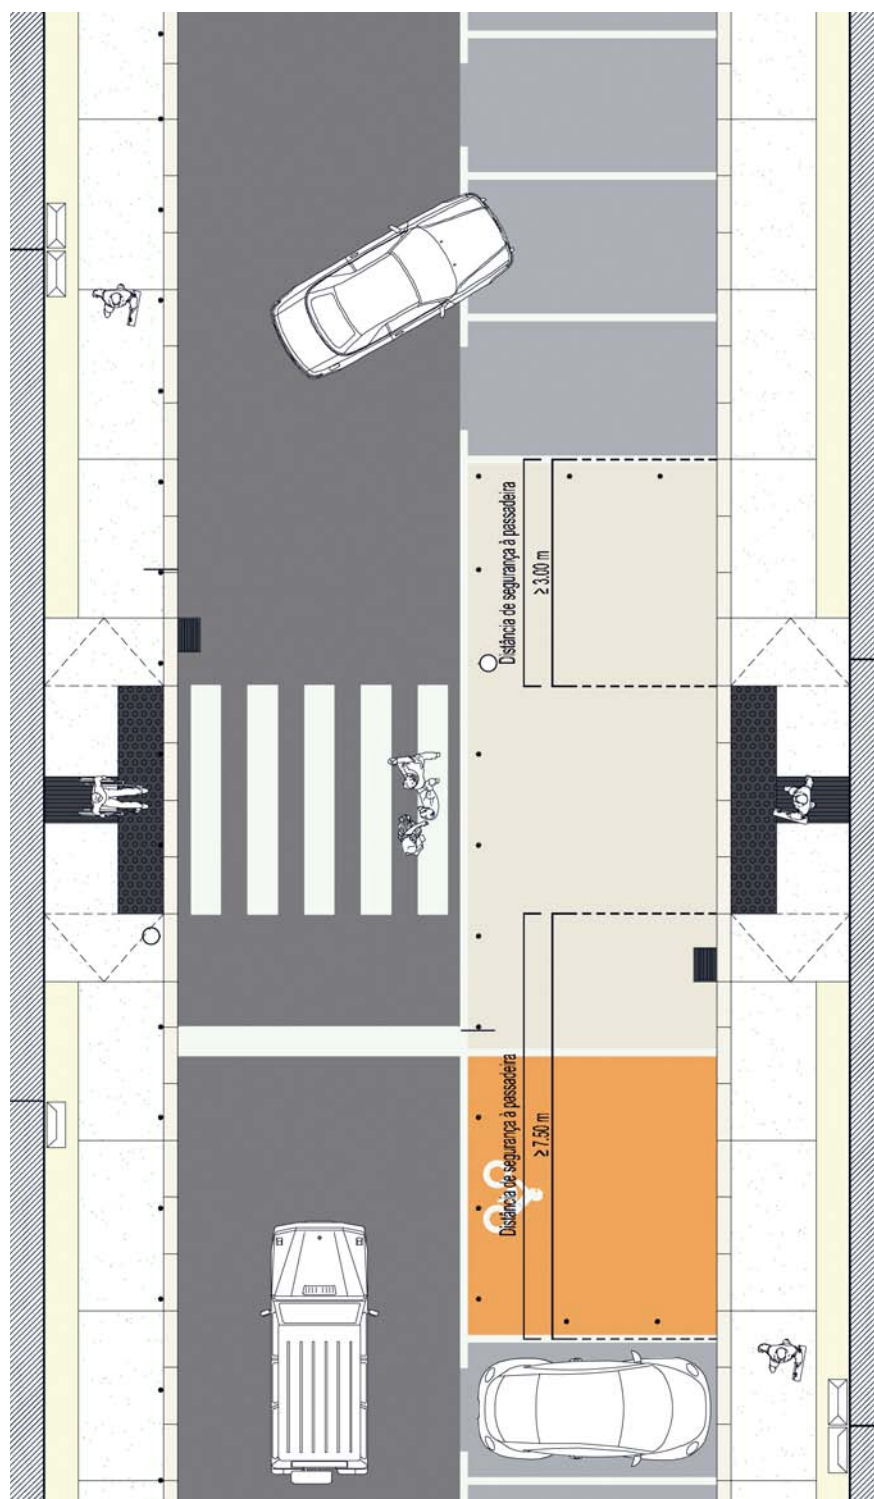 Distância de segurança à passadeira
≥ 3.00 m
Distância de segurança à passadeira
≥ 7.50 m